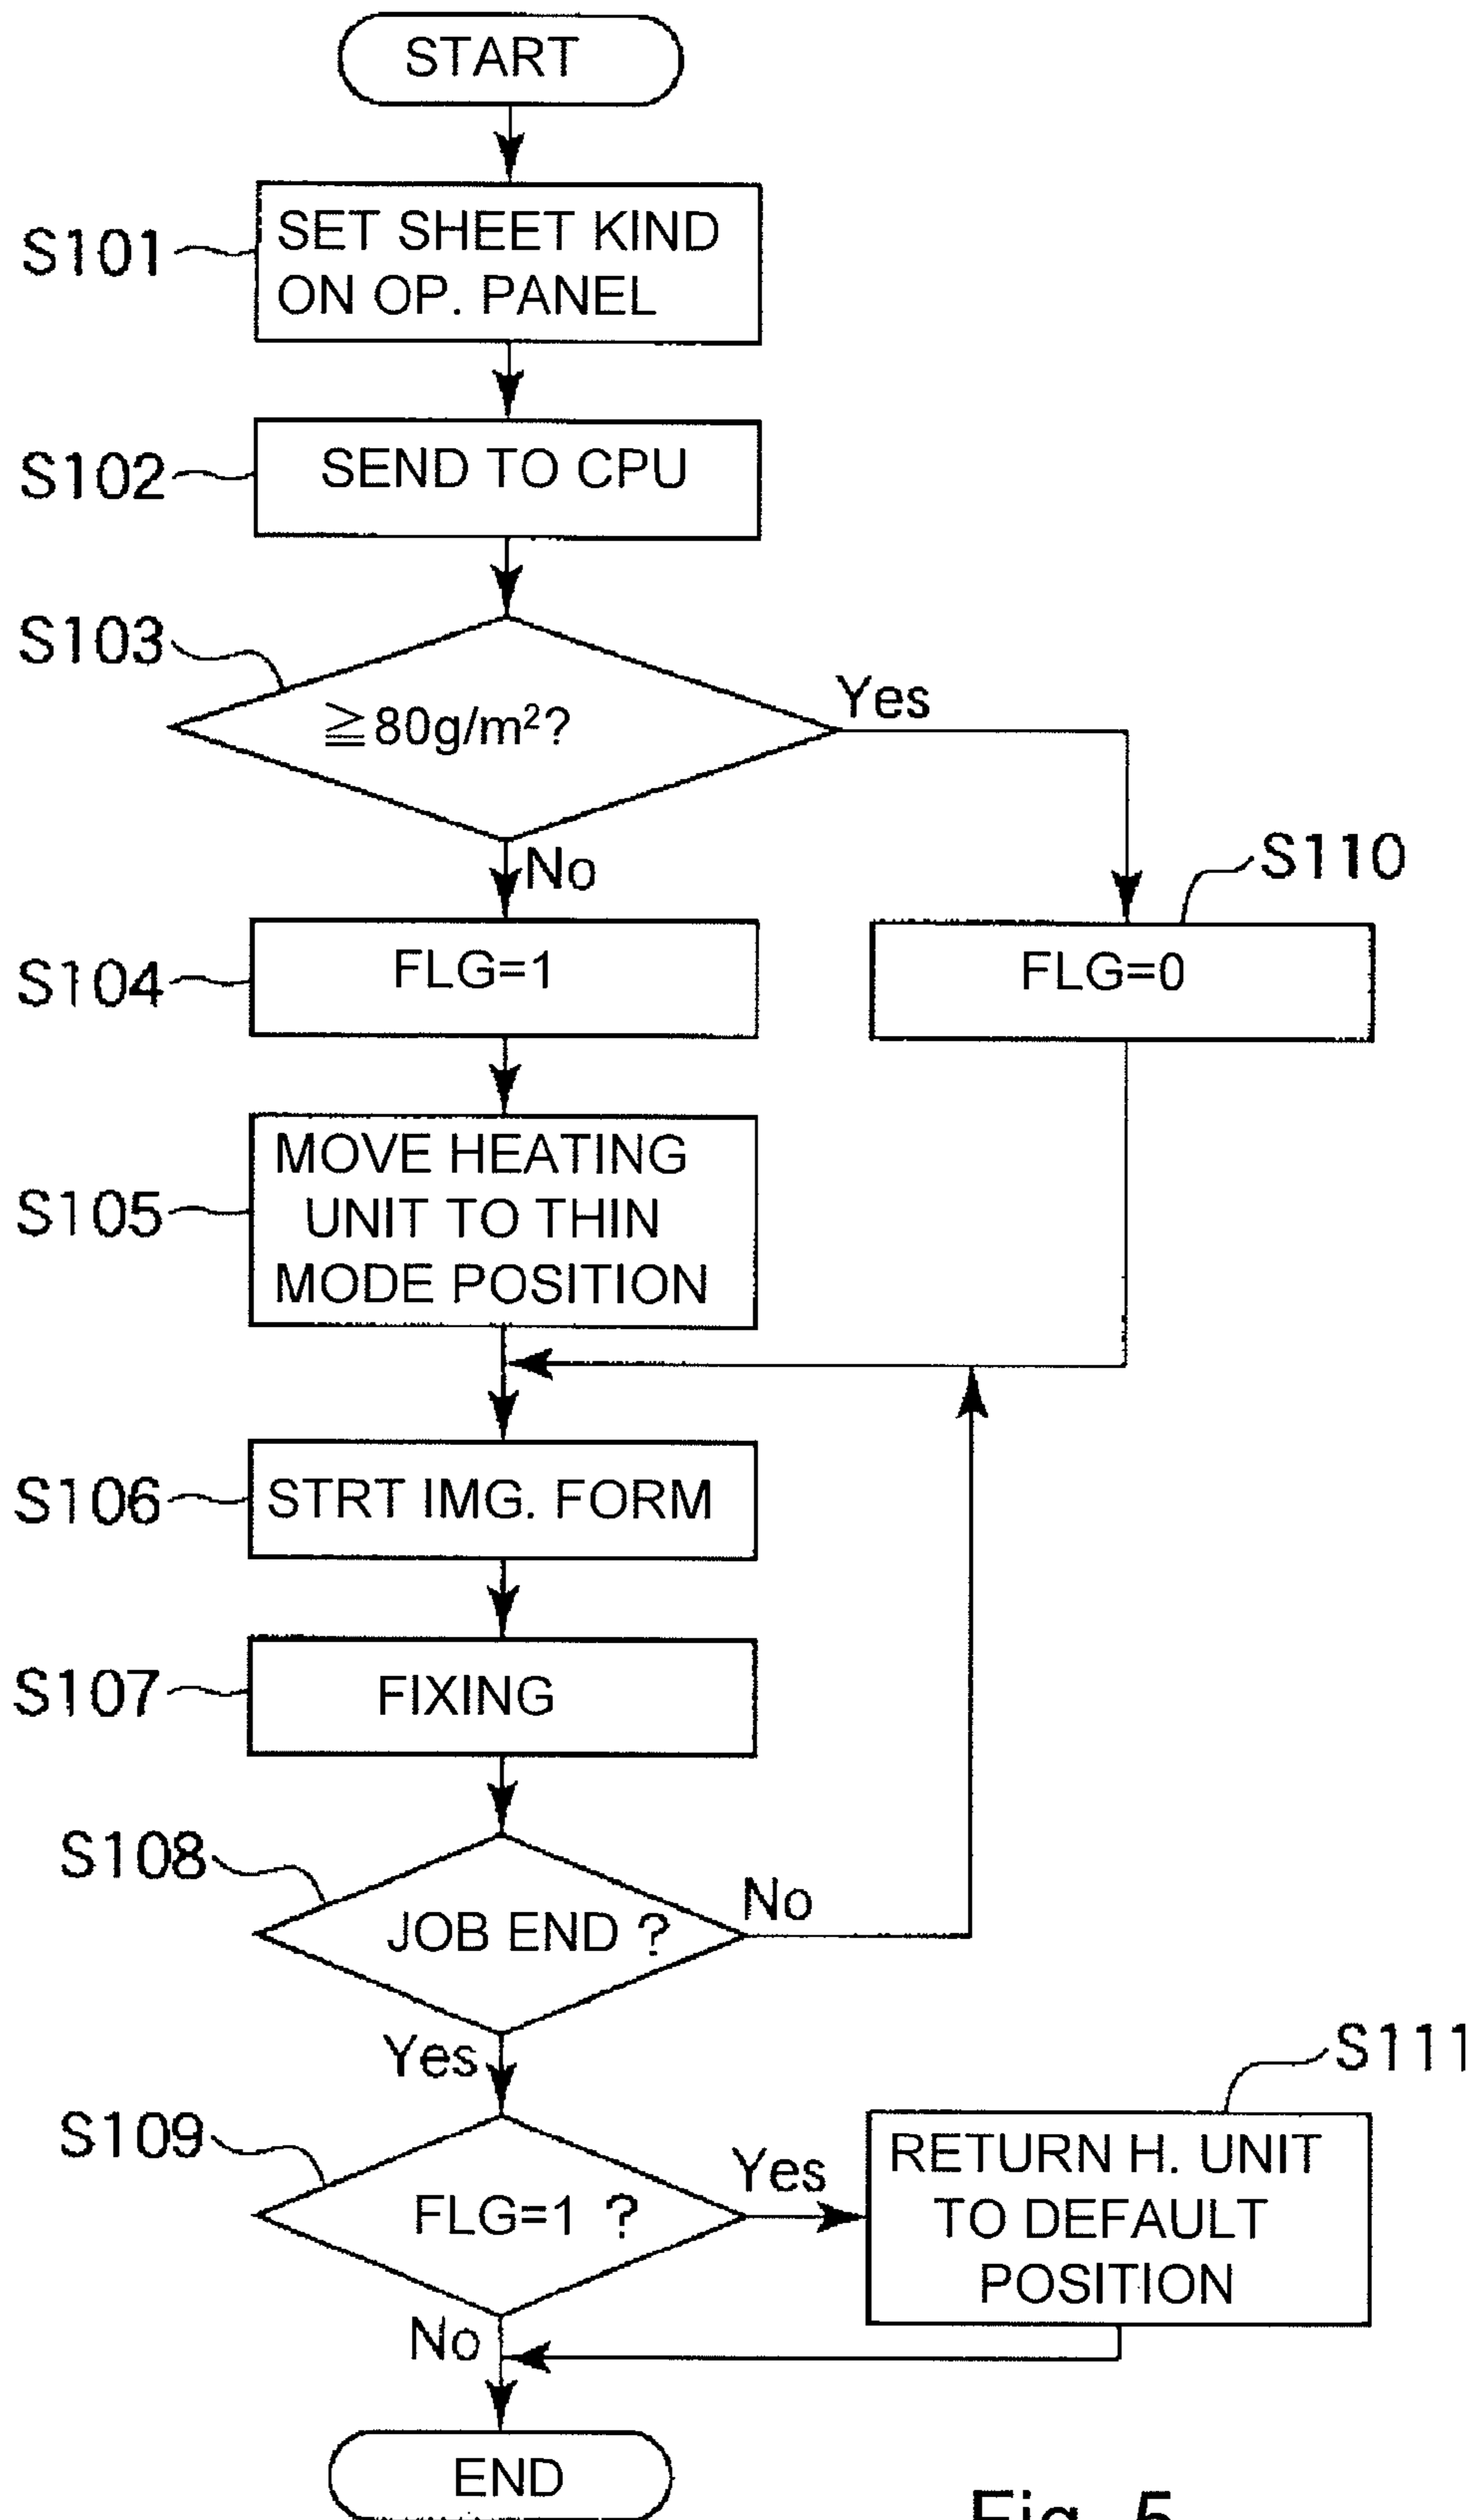 START
S101
SET SHEET KIND
ON OP. PANEL
S102
SEND TO CPU
S103
≧80g/m²?
Yes
No
S110
S104
FLG=1
FLG=0
S105
MOVE HEATING
UNIT TO THIN
MODE POSITION
S106
STRT IMG. FORM
S107
FIXING
S108
JOB END ?
No
Yes
S111
S109
FLG=1 ?
Yes
RETURN H. UNIT
TO DEFAULT
POSITION
No
END
Fig. 5